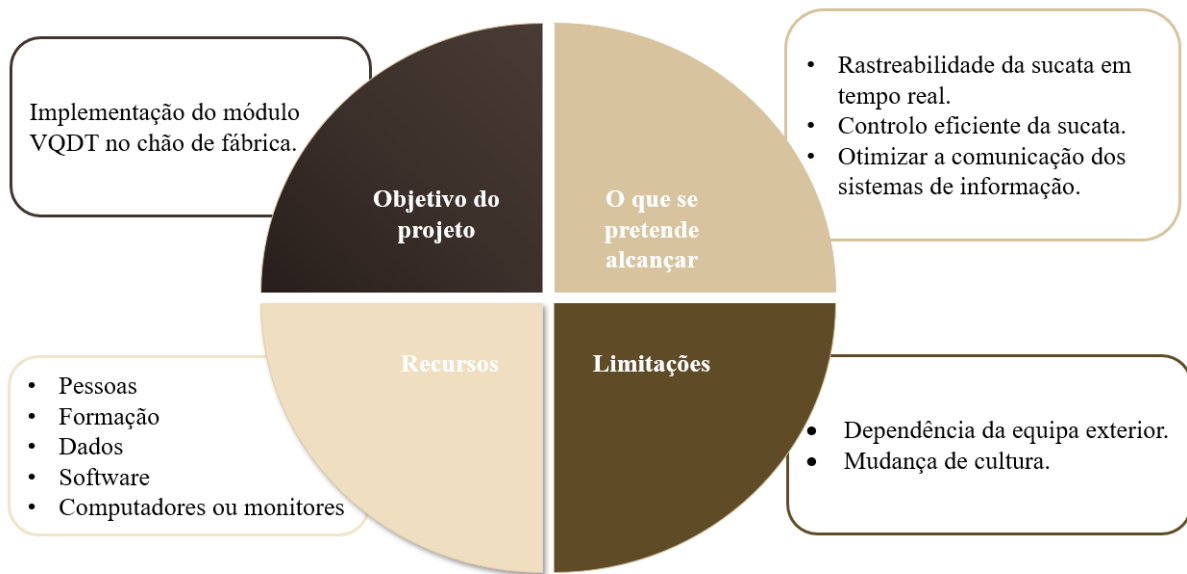 Implementação do módulo
VQDT no chão de fábrica.
Objetivo do
projeto
O que se
pretende
alcançar
• Rastreabilidade da sucata em
tempo real.
• Controlo eficiente da sucata.
• Otimizar a comunicação dos
sistemas de informação.
• Pessoas
• Formação
• Dados
• Software
• Computadores ou monitores
Recursos
Limitações
• Dependência da equipa exterior.
• Mudança de cultura.